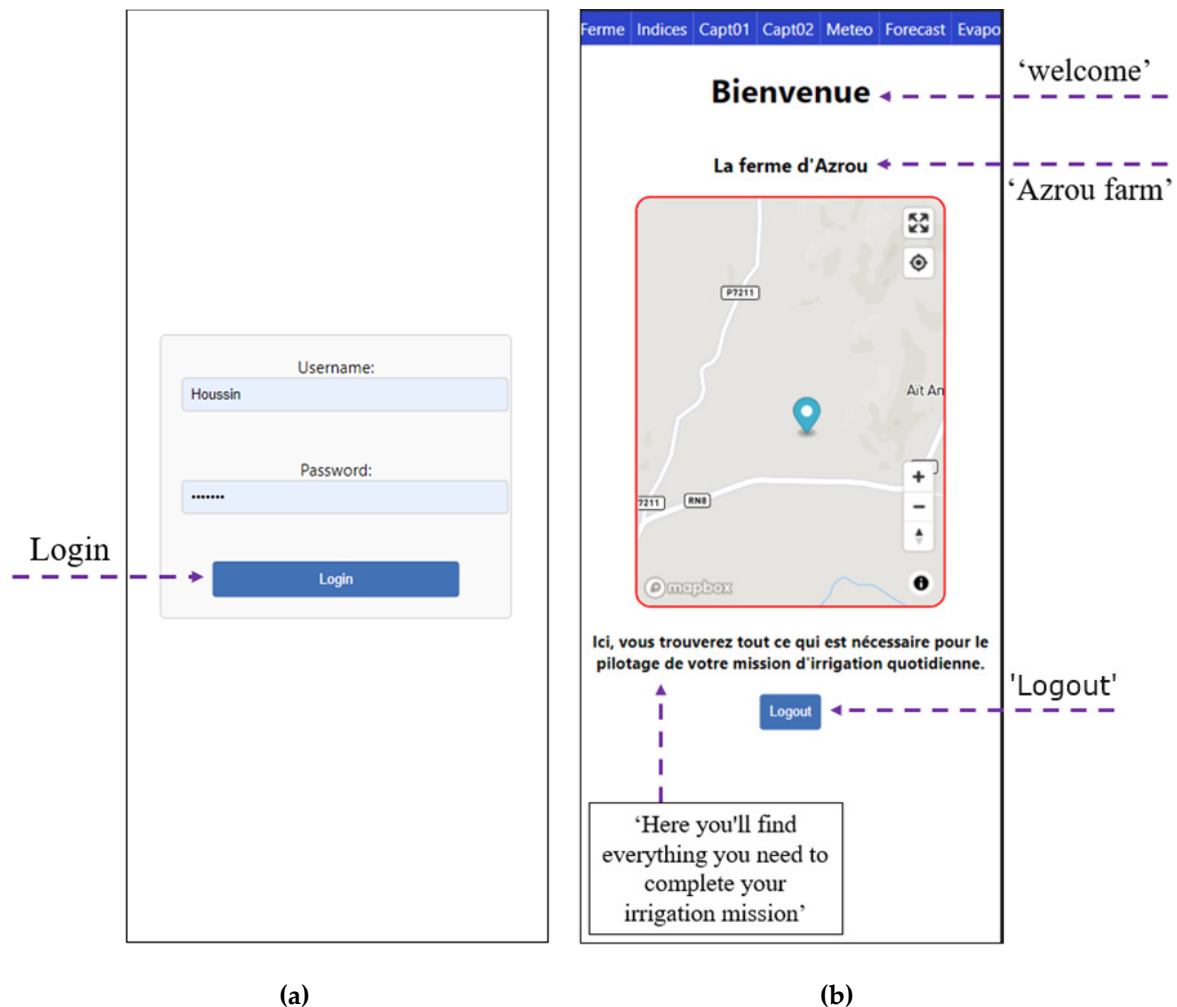 Username:
Houssin
Password:
•••••••
Login
Login
(a)
Ferme Indices Capt01 Capt02 Meteo Forecast Evapo
Bienvenue
‘welcome’
La ferme d'Azrou
‘Azrou farm’
P7211
Aït An
7211
RN8
+
−
mapbox
Ici, vous trouverez tout ce qui est nécessaire pour le
pilotage de votre mission d'irrigation quotidienne.
Logout
'Logout'
‘Here you'll find
everything you need to
complete your
irrigation mission’
(b)